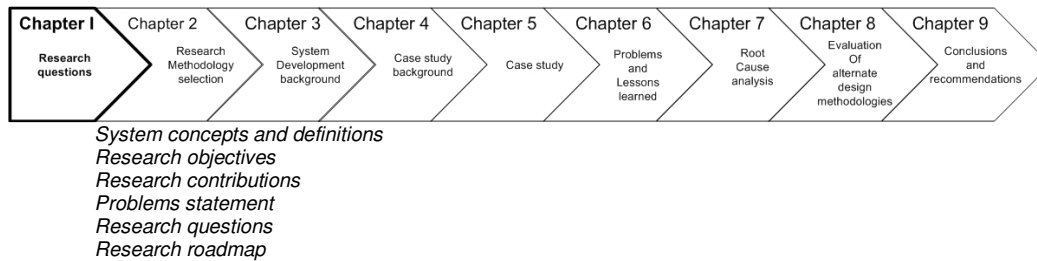 Chapter I
Research
questions
Chapter 2
Research
Methodology
selection
Chapter 3
System
Development
background
Chapter 4
Case study
background
Chapter 5
Case study
Chapter 6
Problems
and
Lessons
learned
Chapter 7
Root
Cause
analysis
Chapter 8
Evaluation
Of
alternate
design
methodologies
Chapter 9
Conclusions
and
recommendations
System concepts and definitions
Research objectives
Research contributions
Problems statement
Research questions
Research roadmap